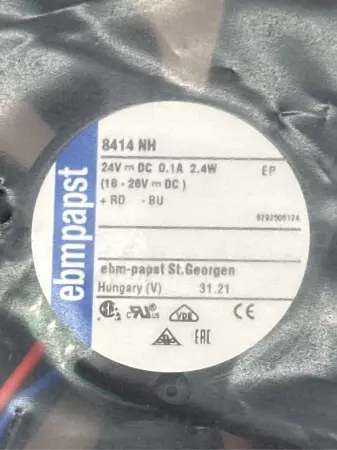 ebmpapst
8414 NH
24V⎓DC 0.1A 2.4W EP
(18-26V⎓DC)
+RD -BU
ebm-papst St.Georgen
Hungary (V) 31.21
VDE CE
EAC